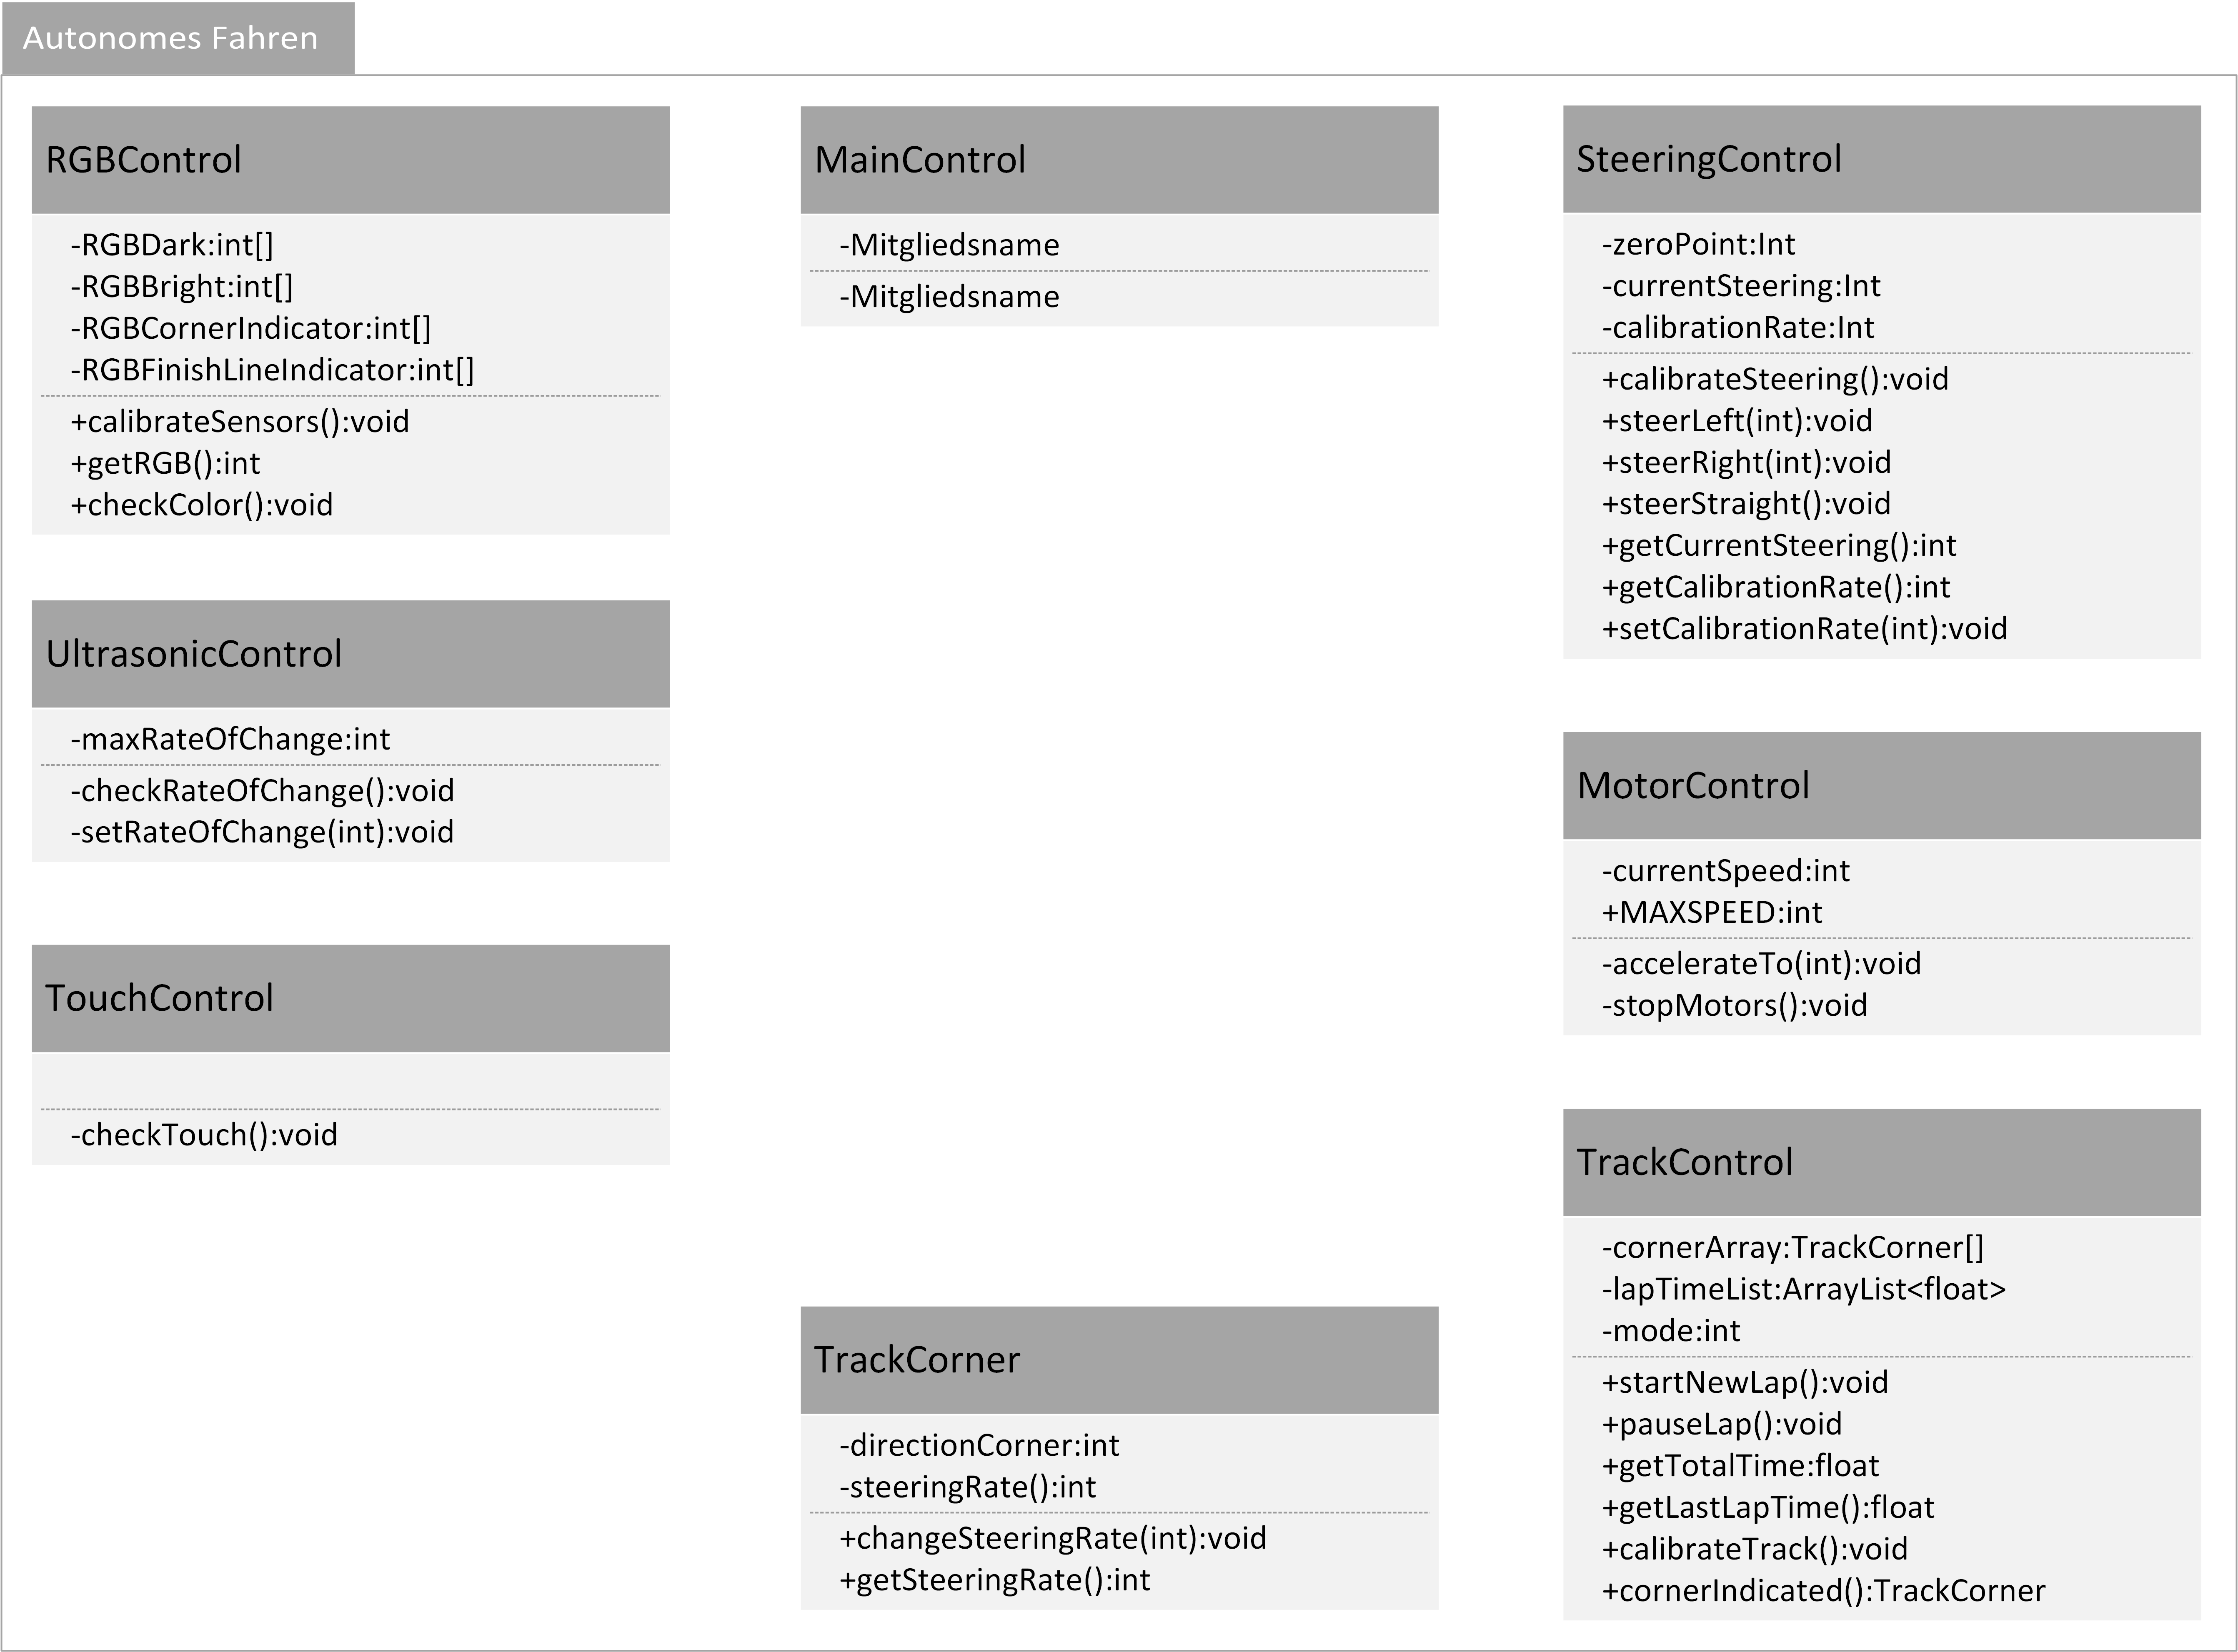 Autonomes Fahren
RGBControl
-RGBDark:int[]
-RGBBright:int[]
-RGBCornerIndicator:int[]
-RGBFinishLineIndicator:int[]
+calibrateSensors():void
+getRGB():int
+checkColor():void
UltrasonicControl
-maxRateOfChange:int
-checkRateOfChange():void
-setRateOfChange(int):void
TouchControl
-checkTouch():void
MainControl
-Mitgliedsname
-Mitgliedsname
TrackCorner
-directionCorner:int
-steeringRate():int
+changeSteeringRate(int):void
+getSteeringRate():int
SteeringControl
-zeroPoint:Int
-currentSteering:Int
-calibrationRate:Int
+calibrateSteering():void
+steerLeft(int):void
+steerRight(int):void
+steerStraight():void
+getCurrentSteering():int
+getCalibrationRate():int
+setCalibrationRate(int):void
MotorControl
-currentSpeed:int
+MAXSPEED:int
-accelerateTo(int):void
-stopMotors():void
TrackControl
-cornerArray:TrackCorner[]
-lapTimeList:ArrayList<float>
-mode:int
+startNewLap():void
+pauseLap():void
+getTotalTime:float
+getLastLapTime():float
+calibrateTrack():void
+cornerIndicated():TrackCorner